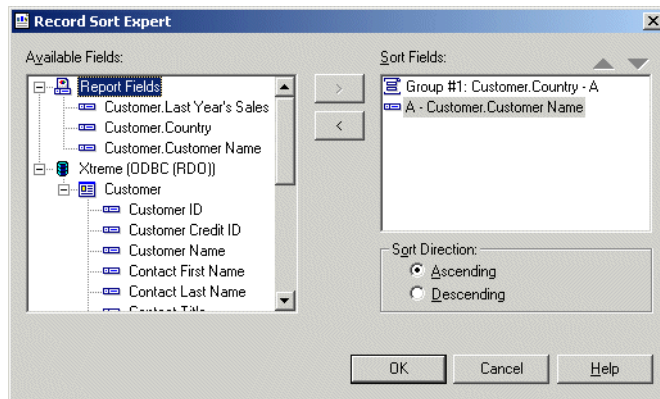 Record Sort Expert
Available Fields:
Report Fields
Customer.Last Year's Sales
Customer.Country
Customer.Customer Name
Xtreme (ODBC (RDO))
Customer
Customer ID
Customer Credit ID
Customer Name
Contact First Name
Contact Last Name
Contact Title
>
<
Sort Fields:
Group #1: Customer.Country - A
A - Customer.Customer Name
Sort Direction:
Ascending
Descending
OK
Cancel
Help